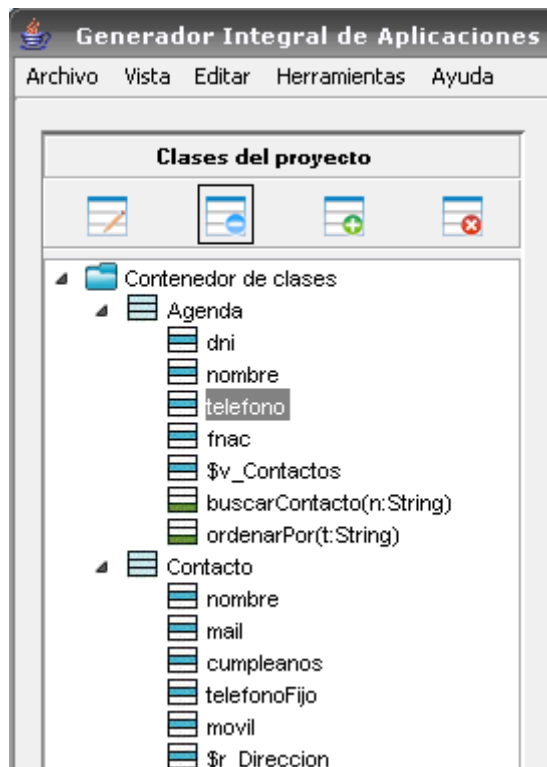 Generador Integral de Aplicaciones
Archivo Vista Editar Herramientas Ayuda
Clases del proyecto
Contenedor de clases
Agenda
dni
nombre
telefono
fnac
$v_Contactos
buscarContacto(n:String)
ordenarPor(t:String)
Contacto
nombre
mail
cumpleanos
telefonoFijo
movil
$r_Direccion